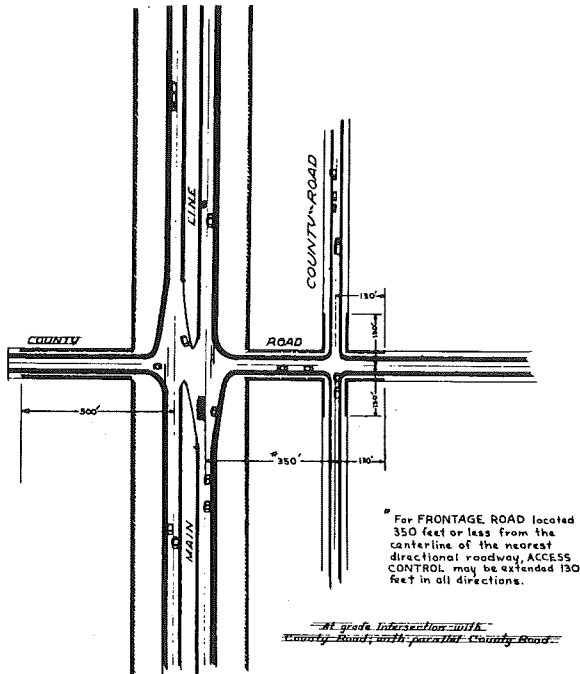 LINE
COUNTY ROAD
130'
COUNTY
ROAD
130'
300'
130'
* 350'
130'
MAIN
* For FRONTAGE ROAD located
350 feet or less from the
centerline of the nearest
directional roadway, ACCESS
CONTROL may be extended 130
feet in all directions.
At grade Intersection with
County Road; with parallel County Road.